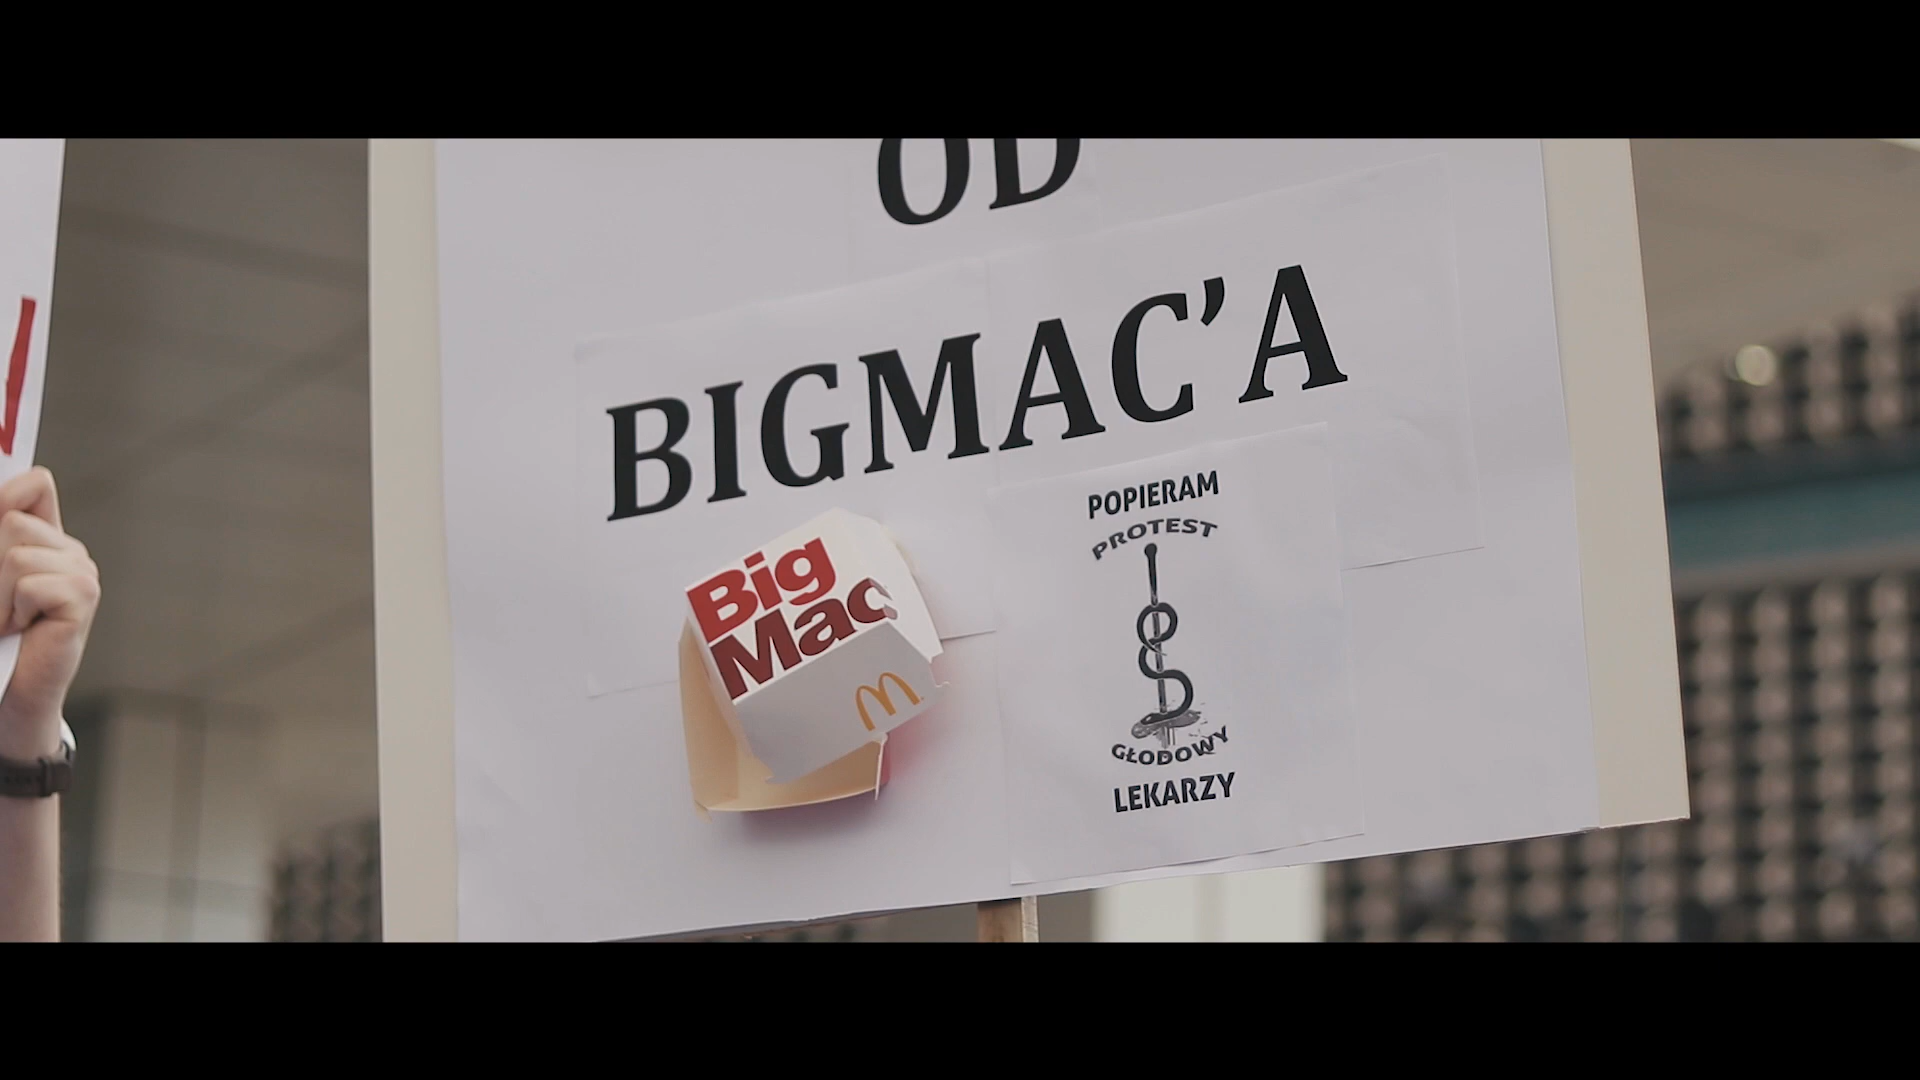 OD
BIGMAC'A
Big
Mac
POPIERAM
PROTEST
GŁODOWY
LEKARZY